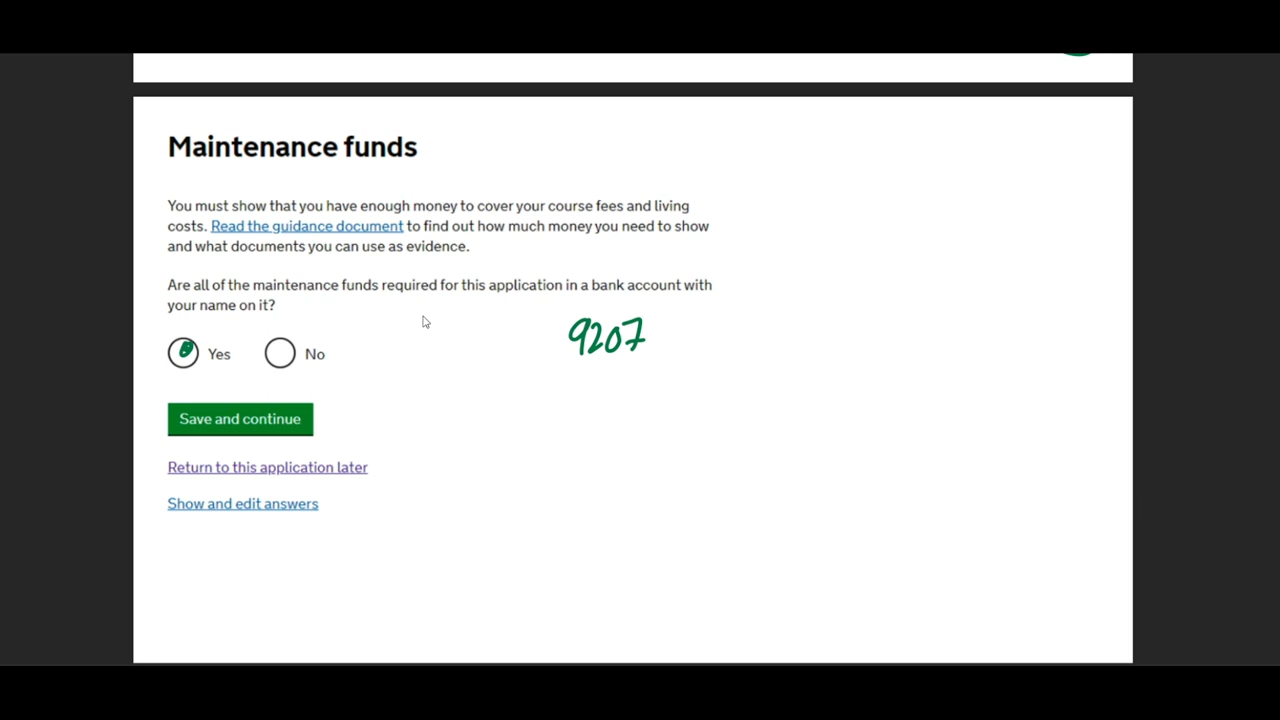 Maintenance funds
You must show that you have enough money to cover your course fees and living
costs. Read the guidance document to find out how much money you need to show
and what documents you can use as evidence.
Are all of the maintenance funds required for this application in a bank account with
your name on it?
9207
Yes No
Save and continue
Return to this application later
Show and edit answers